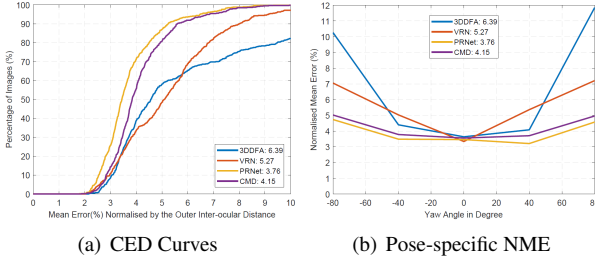 100
90
80
70
60
50
40
30
20
10
0
Percentage of Images (%)
3DDFA: 6.39
VRN: 5.27
PRNet: 3.76
CMD: 4.15
0 1 2 3 4 5 6 7 8 9 10
Mean Error(%) Normalised by the Outer Inter-ocular Distance
(a) CED Curves
12
11
10
9
8
7
6
5
4
3
2
1
0
Normalised Mean Error (%)
3DDFA: 6.39
VRN: 5.27
PRNet: 3.76
CMD: 4.15
-80 -60 -40 -20 0 20 40 60 80
Yaw Angle in Degree
(b) Pose-specific NME